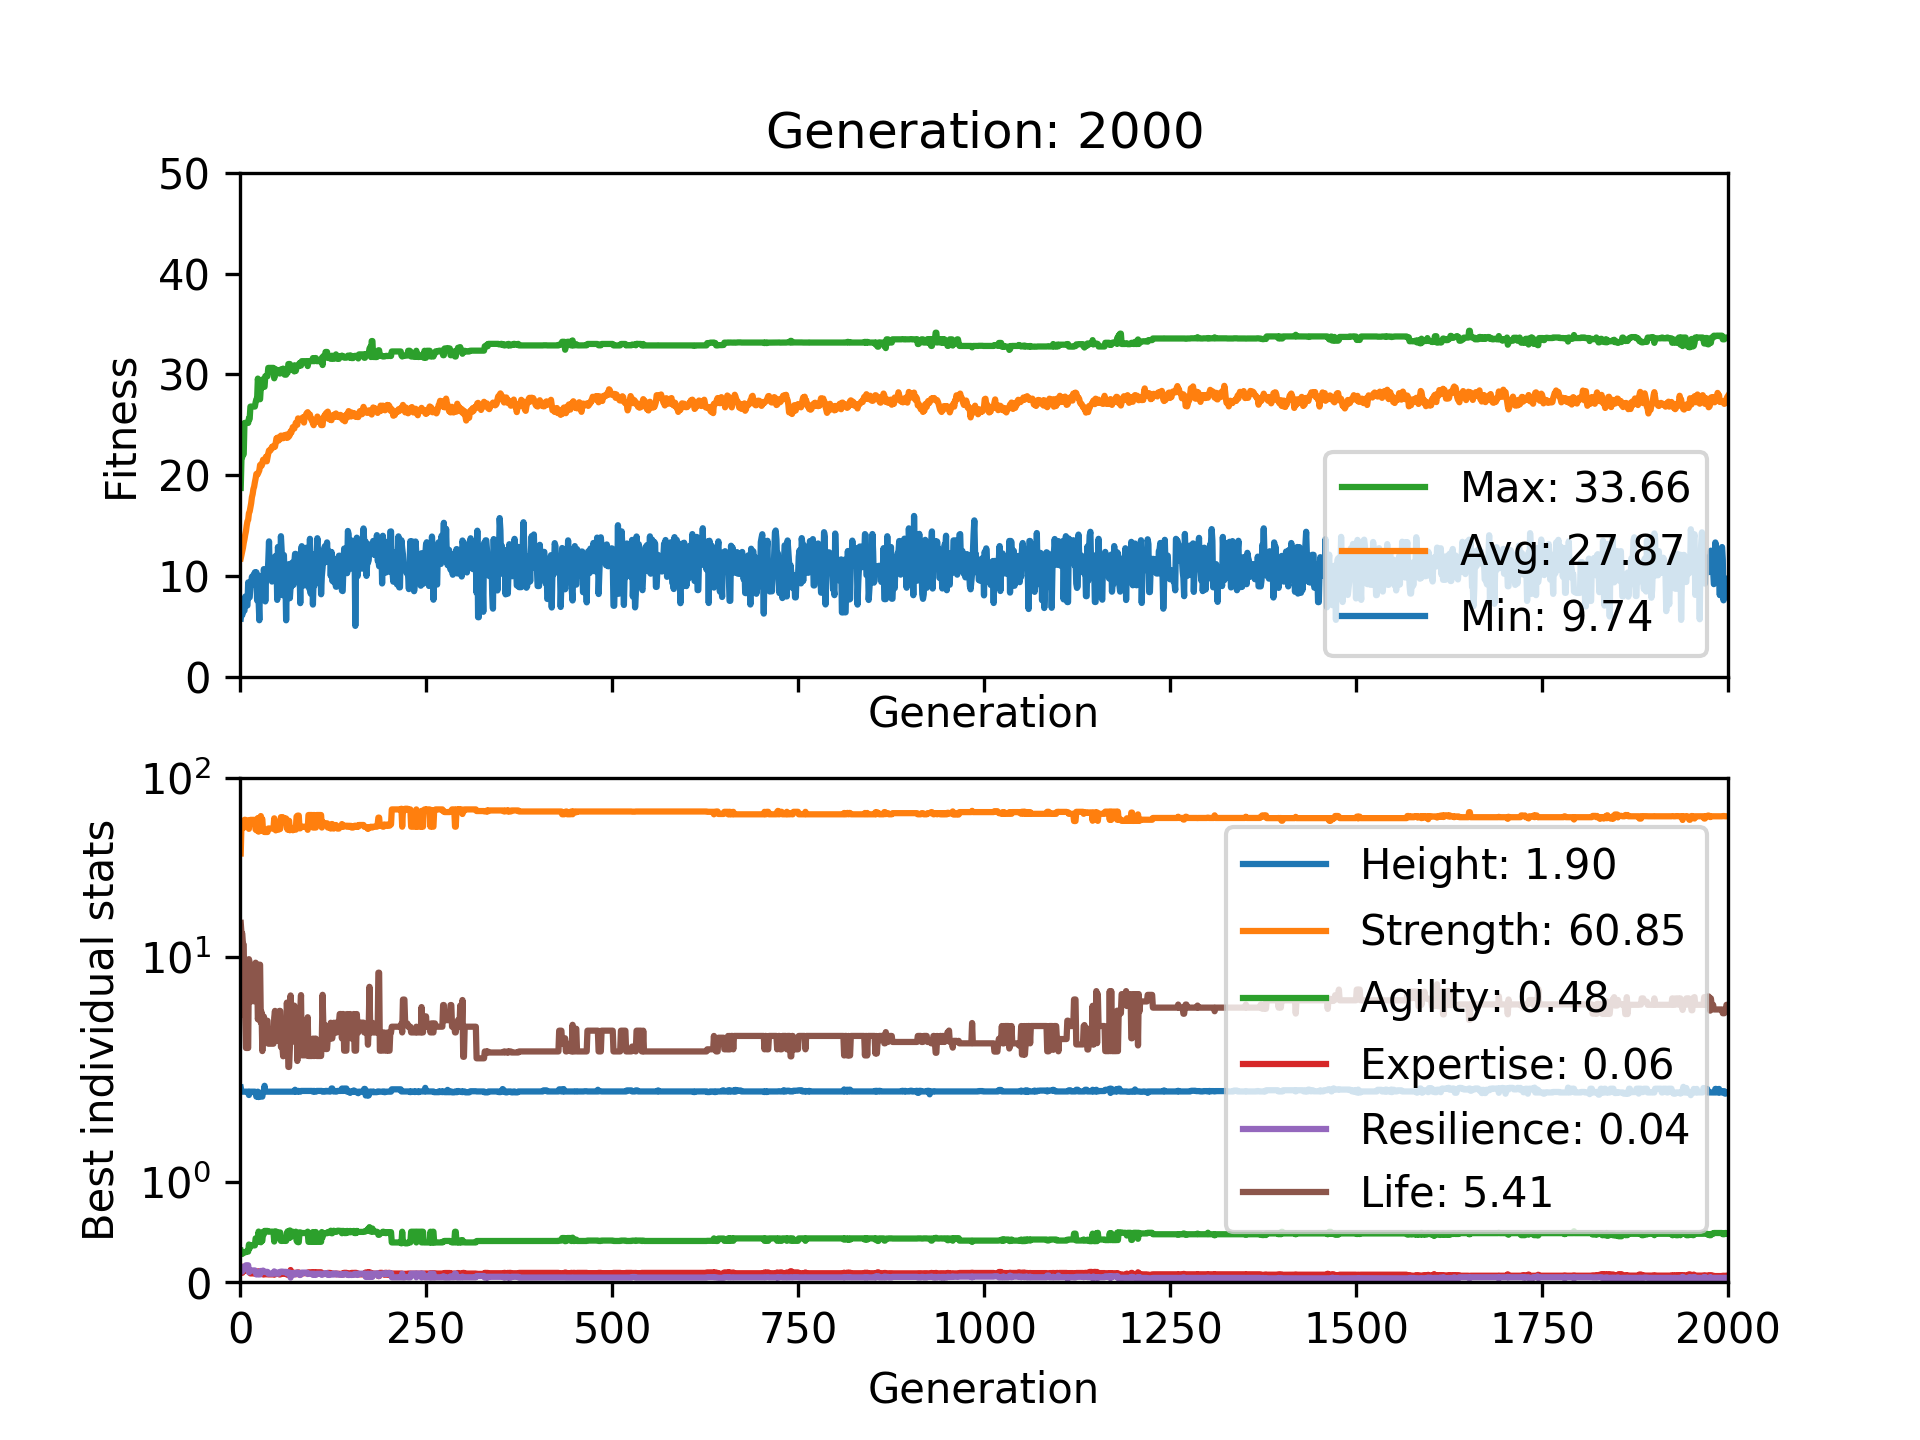 Generation: 2000
50
40
30
20
10
0
Fitness
Max: 33.66
Avg: 27.87
Min: 9.74
Generation
10²
10¹
10⁰
0
Best individual stats
Height: 1.90
Strength: 60.85
Agility: 0.48
Expertise: 0.06
Resilience: 0.04
Life: 5.41
0 250 500 750 1000 1250 1500 1750 2000
Generation